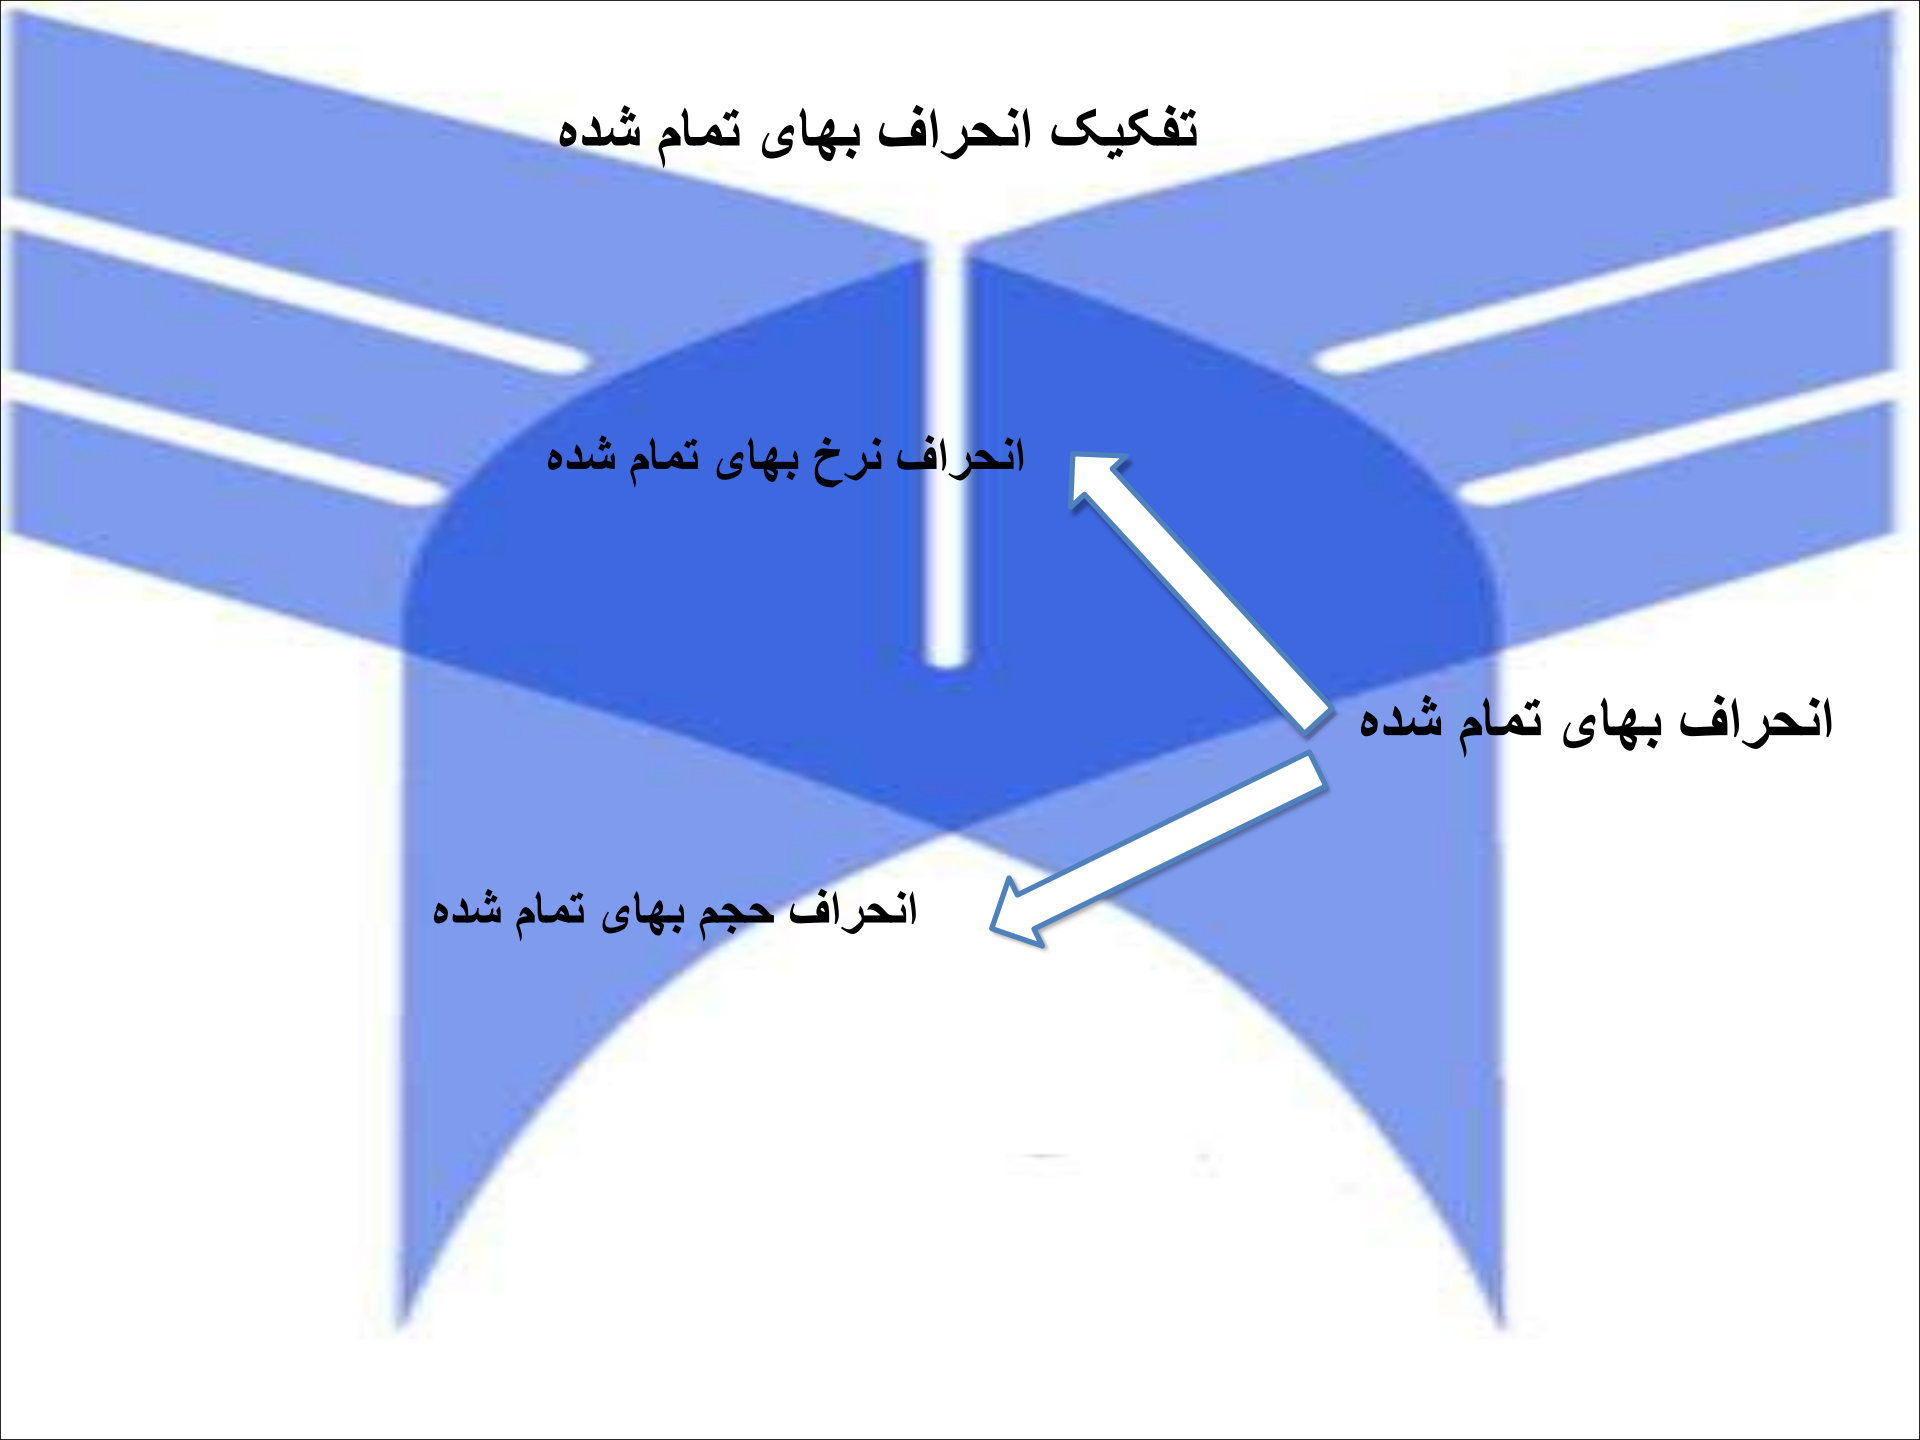 تفکیک انحراف بهای تمام شده
انحراف نرخ بهای تمام شده
انحراف بهای تمام شده
انحراف حجم بهای تمام شده